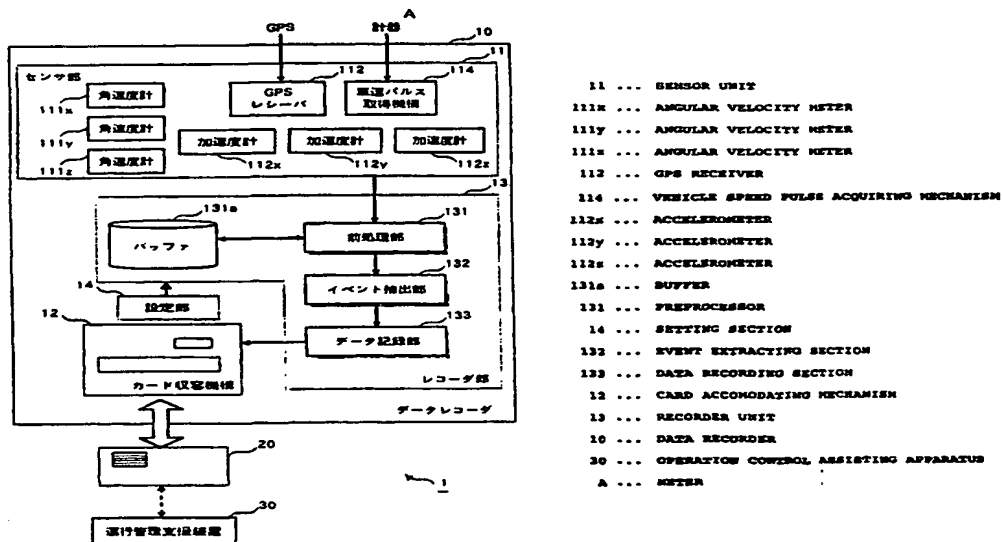 A
GPS
計器
10
11
センサ部
112
114
111x
角速度計
GPS
レシーバ
車速パルス
取得機構
111y
角速度計
加速度計
加速度計
加速度計
111z
角速度計
112x
112y
112z
13
131a
131
バッファ
前処理部
132
イベント抽出部
14
設定部
12
133
データ記録部
カード収容機構
レコーダ部
データレコーダ
20
1
30
運行管理支援装置
11 ... SENSOR UNIT
111x ... ANGULAR VELOCITY METER
111y ... ANGULAR VELOCITY METER
111z ... ANGULAR VELOCITY METER
112 ... GPS RECEIVER
114 ... VEHICLE SPEED PULSE ACQUIRING MECHANISM
112x ... ACCELEROMETER
112y ... ACCELEROMETER
112z ... ACCELEROMETER
131a ... BUFFER
131 ... PREPROCESSOR
14 ... SETTING SECTION
132 ... EVENT EXTRACTING SECTION
133 ... DATA RECORDING SECTION
12 ... CARD ACCOMODATING MECHANISM
13 ... RECORDER UNIT
10 ... DATA RECORDER
30 ... OPERATION CONTROL ASSISTING APPARATUS
A ... METER